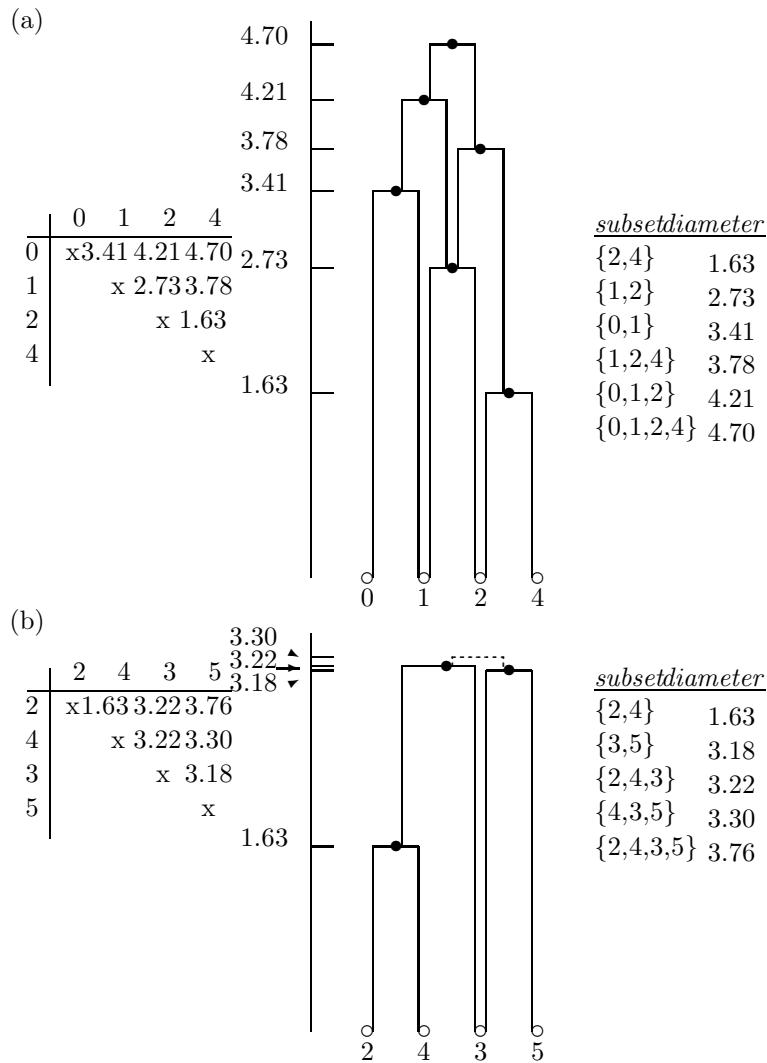 (a)
4.70
4.21
3.78
3.41
2.73
1.63
0 1 2 4
0 x 3.41 4.21 4.70
1 x 2.73 3.78
2 x 1.63
4 x
0 1 2 4
subsetdiameter
{2,4} 1.63
{1,2} 2.73
{0,1} 3.41
{1,2,4} 3.78
{0,1,2} 4.21
{0,1,2,4} 4.70
(b)
3.30
3.22
3.18
1.63
2 4 3 5
2 x 1.63 3.22 3.76
4 x 3.22 3.30
3 x 3.18
5 x
2 4 3 5
subsetdiameter
{2,4} 1.63
{3,5} 3.18
{2,4,3} 3.22
{4,3,5} 3.30
{2,4,3,5} 3.76